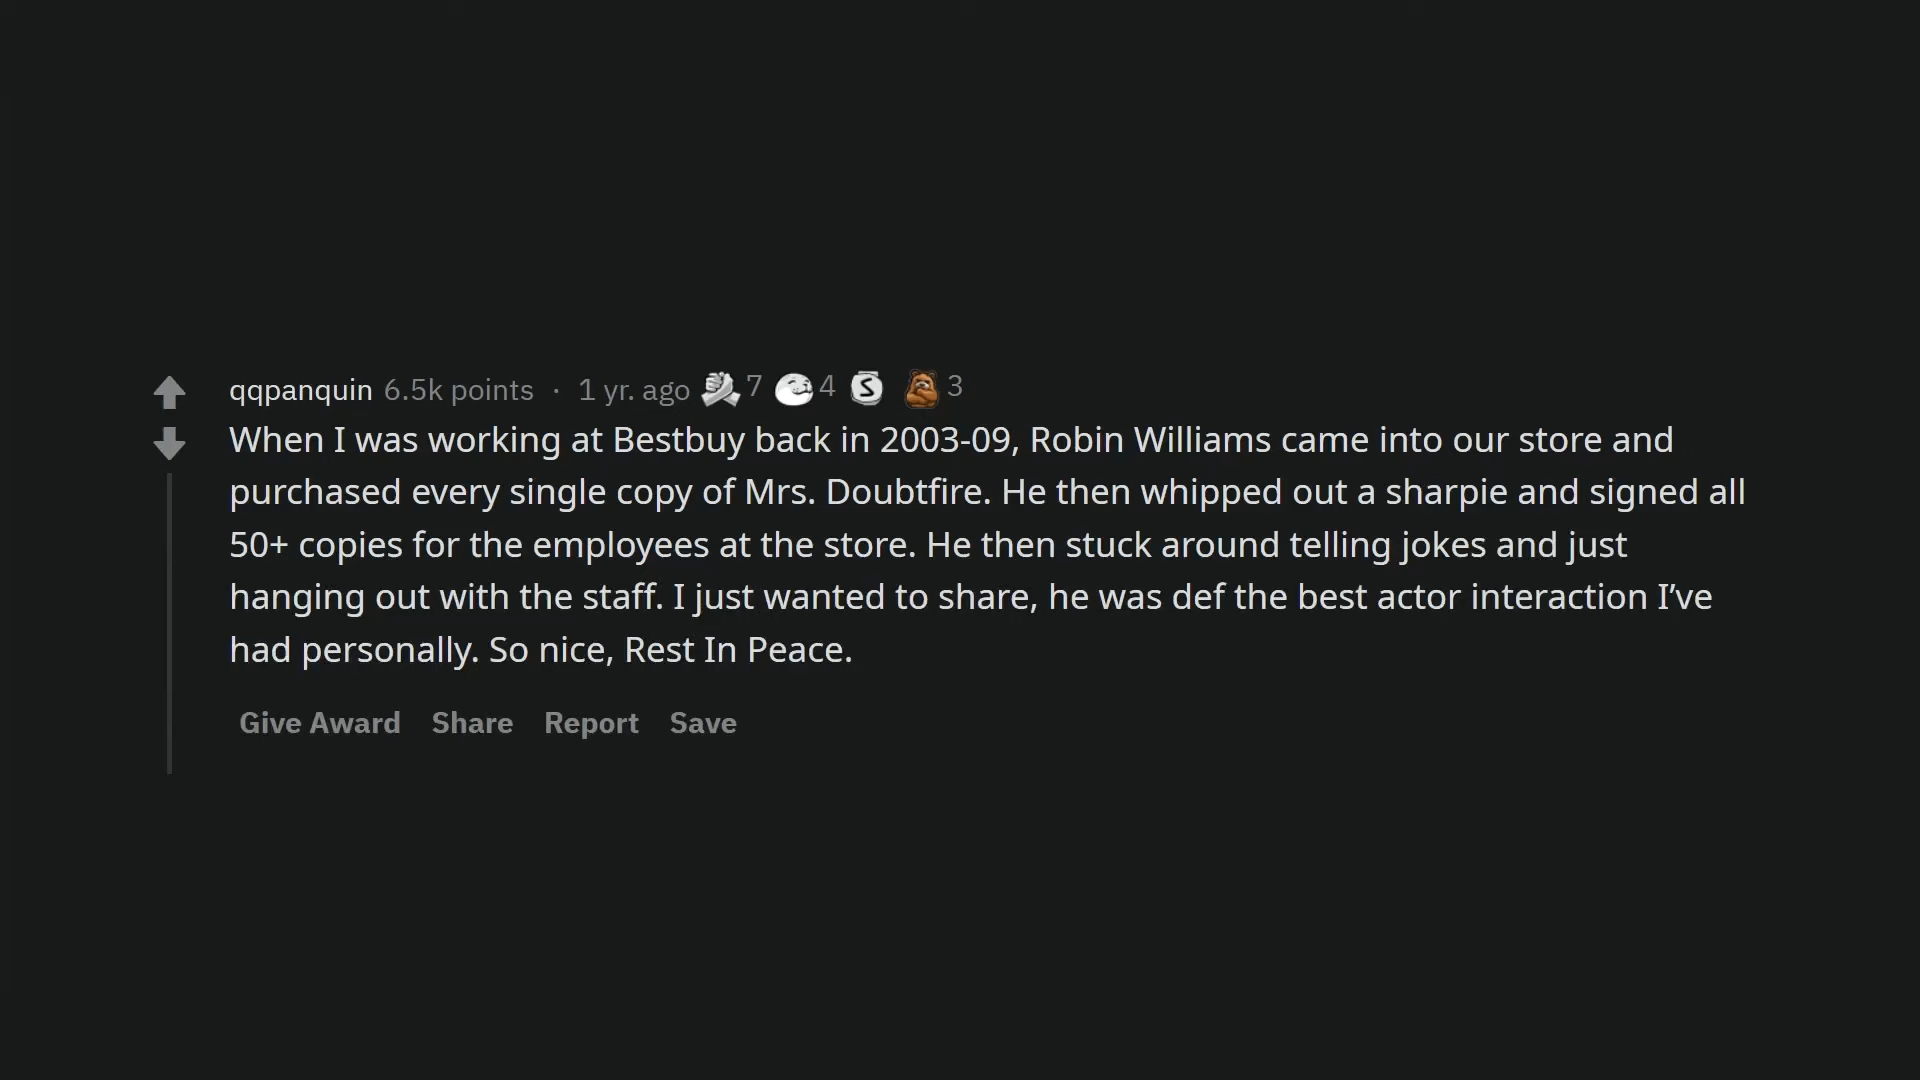 qqpanquin 6.5k points · 1 yr. ago 7 4 S 3
When I was working at Bestbuy back in 2003-09, Robin Williams came into our store and
purchased every single copy of Mrs. Doubtfire. He then whipped out a sharpie and signed all
50+ copies for the employees at the store. He then stuck around telling jokes and just
hanging out with the staff. I just wanted to share, he was def the best actor interaction I’ve
had personally. So nice, Rest In Peace.
Give Award Share Report Save